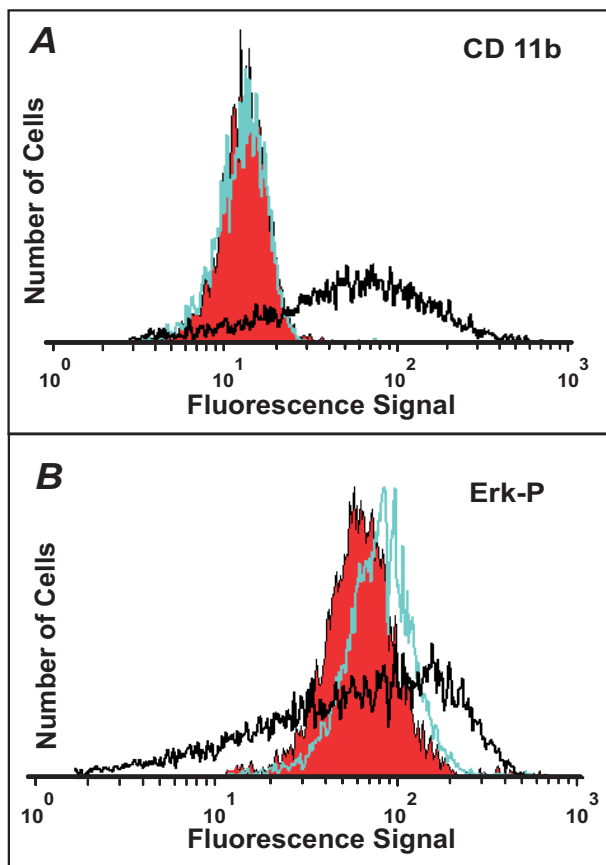 A
CD 11b
Number of Cells
10^0 10^1 10^2 10^3
Fluorescence Signal
B
Erk-P
Number of Cells
10^0 10^1 10^2 10^3
Fluorescence Signal